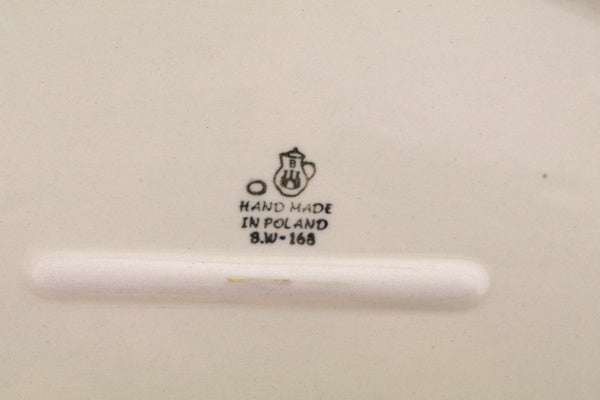 B
HAND MADE
IN POLAND
B.W-168